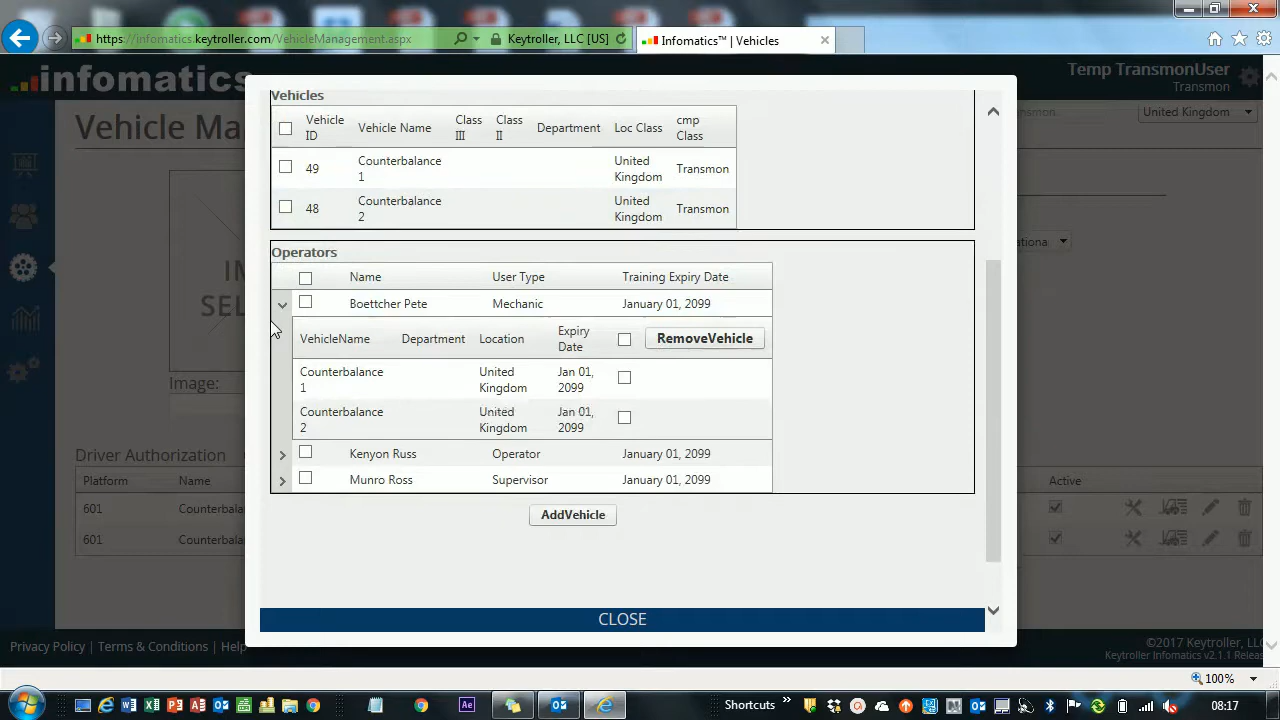 https://infomatics.keytroller.com/VehicleManagement.aspx
Keytroller, LLC [US]
Infomatics™ | Vehicles
infomatics
Temp TransmonUser
Transmon
Vehicle Ma
United Kingdom
Vehicles
Vehicle ID Vehicle Name Class III Class II Department Loc Class cmp Class
49 Counterbalance 1 United Kingdom Transmon
48 Counterbalance 2 United Kingdom Transmon
Operators
Name User Type Training Expiry Date
Boettcher Pete Mechanic January 01, 2099
VehicleName Department Location Expiry Date RemoveVehicle
Counterbalance 1 United Kingdom Jan 01, 2099
Counterbalance 2 United Kingdom Jan 01, 2099
Kenyon Russ Operator January 01, 2099
Munro Ross Supervisor January 01, 2099
AddVehicle
CLOSE
Image:
Driver Authorization
Platform Name Active
601 Counterbal
601 Counterbal
Privacy Policy | Terms & Conditions | Help
©2017 Keytroller, LLC
Keytroller Infomatics v2.1.1 Releas
100%
Shortcuts
08:17